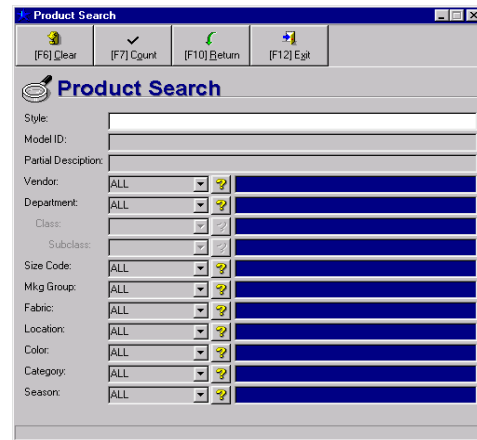 Product Search
[F6] Clear [F7] Count [F10] Return [F12] Exit
Product Search
Style:
Model ID:
Partial Desciption:
Vendor: ALL
Department: ALL
Class:
Subclass:
Size Code: ALL
Mkg Group: ALL
Fabric: ALL
Location: ALL
Color: ALL
Category: ALL
Season: ALL